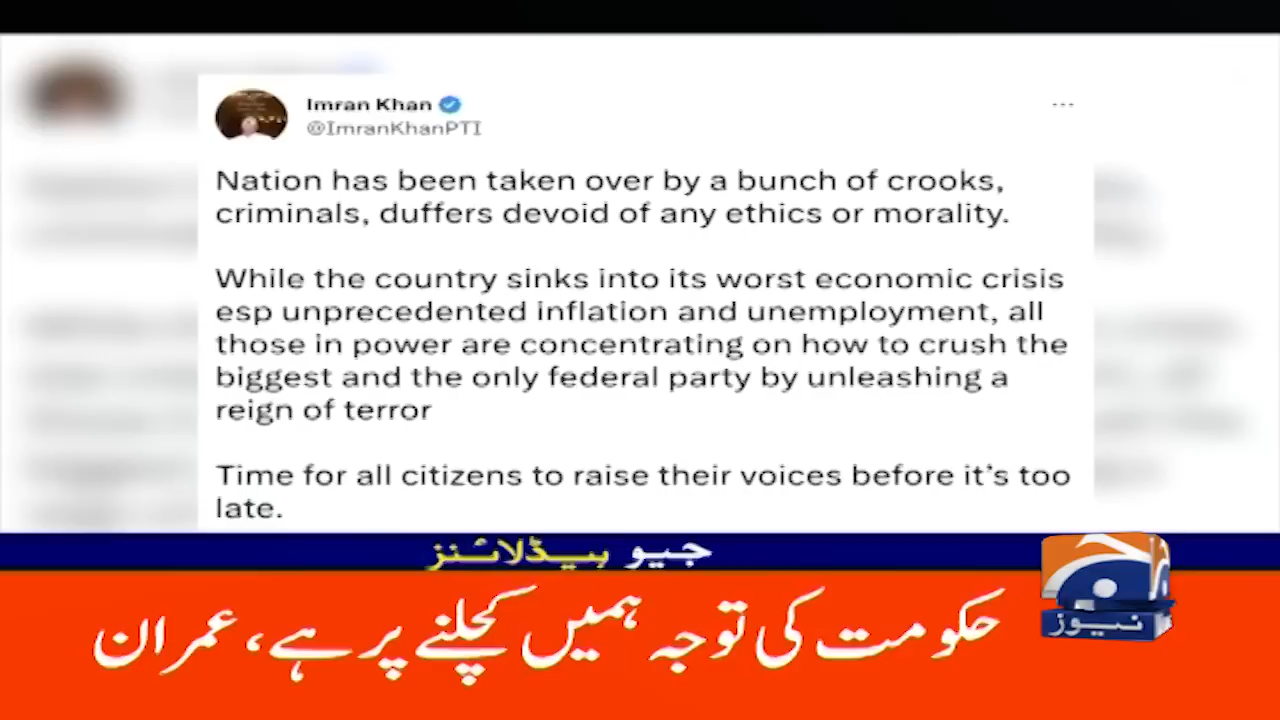 Imran Khan
@ImranKhanPTI
Nation has been taken over by a bunch of crooks,
criminals, duffers devoid of any ethics or morality.
While the country sinks into its worst economic crisis
esp unprecedented inflation and unemployment, all
those in power are concentrating on how to crush the
biggest and the only federal party by unleashing a
reign of terror
Time for all citizens to raise their voices before it’s too
late.
جیو ہیڈلائنز
حکومت کی توجہ ہمیں کچلنے پر ہے، عمران
نیوز